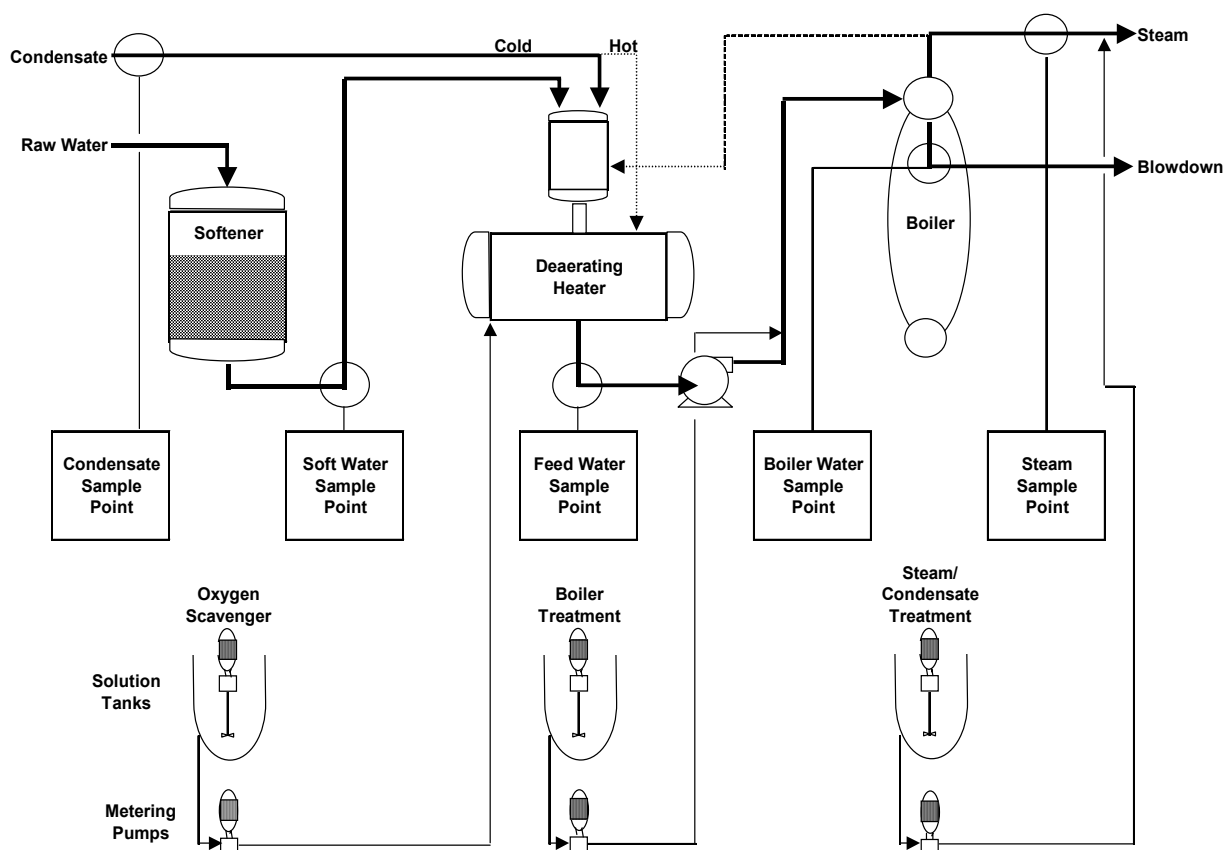 Cold
Hot
Steam
Condensate
Raw Water
Blowdown
Softener
Boiler
Deaerating
Heater
Condensate
Sample
Point
Soft Water
Sample
Point
Feed Water
Sample
Point
Boiler Water
Sample
Point
Steam
Sample
Point
Oxygen
Scavenger
Boiler
Treatment
Steam/
Condensate
Treatment
Solution
Tanks
Metering
Pumps